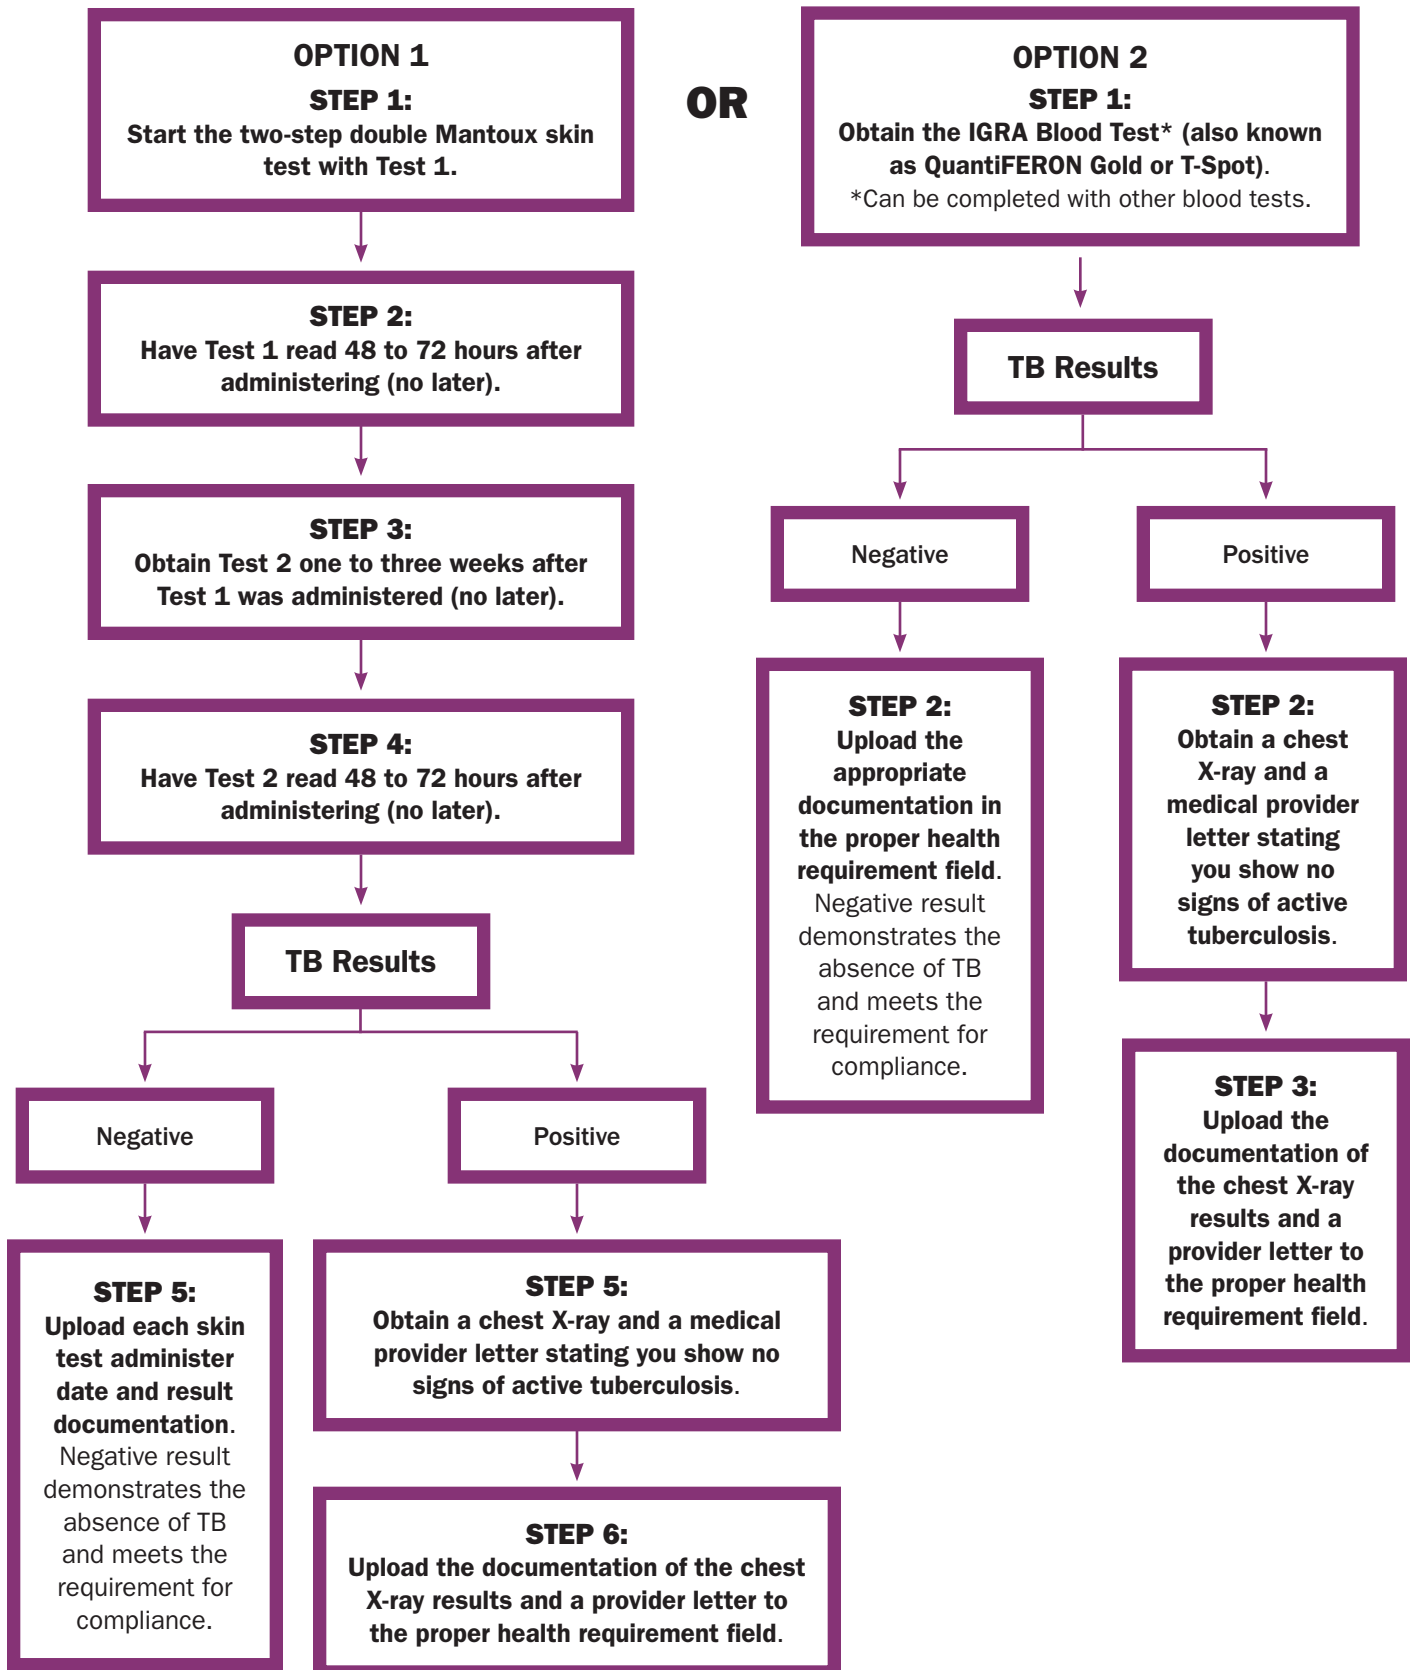 OPTION 1
STEP 1:
Start the two-step double Mantoux skin
test with Test 1.
OR
OPTION 2
STEP 1:
Obtain the IGRA Blood Test* (also known
as QuantiFERON Gold or T-Spot).
*Can be completed with other blood tests.
STEP 2:
Have Test 1 read 48 to 72 hours after
administering (no later).
STEP 3:
Obtain Test 2 one to three weeks after
Test 1 was administered (no later).
STEP 4:
Have Test 2 read 48 to 72 hours after
administering (no later).
TB Results
Negative
STEP 5:
Upload each skin
test administer
date and result
documentation.
Negative result
demonstrates the
absence of TB
and meets the
requirement for
compliance.
Positive
STEP 5:
Obtain a chest X-ray and a medical
provider letter stating you show no
signs of active tuberculosis.
STEP 6:
Upload the documentation of the chest
X-ray results and a provider letter to
the proper health requirement field.
TB Results
Negative
STEP 2:
Upload the
appropriate
documentation in
the proper health
requirement field.
Negative result
demonstrates the
absence of TB
and meets the
requirement for
compliance.
Positive
STEP 2:
Obtain a chest
X-ray and a
medical provider
letter stating
you show no
signs of active
tuberculosis.
STEP 3:
Upload the
documentation of
the chest X-ray
results and a
provider letter to
the proper health
requirement field.